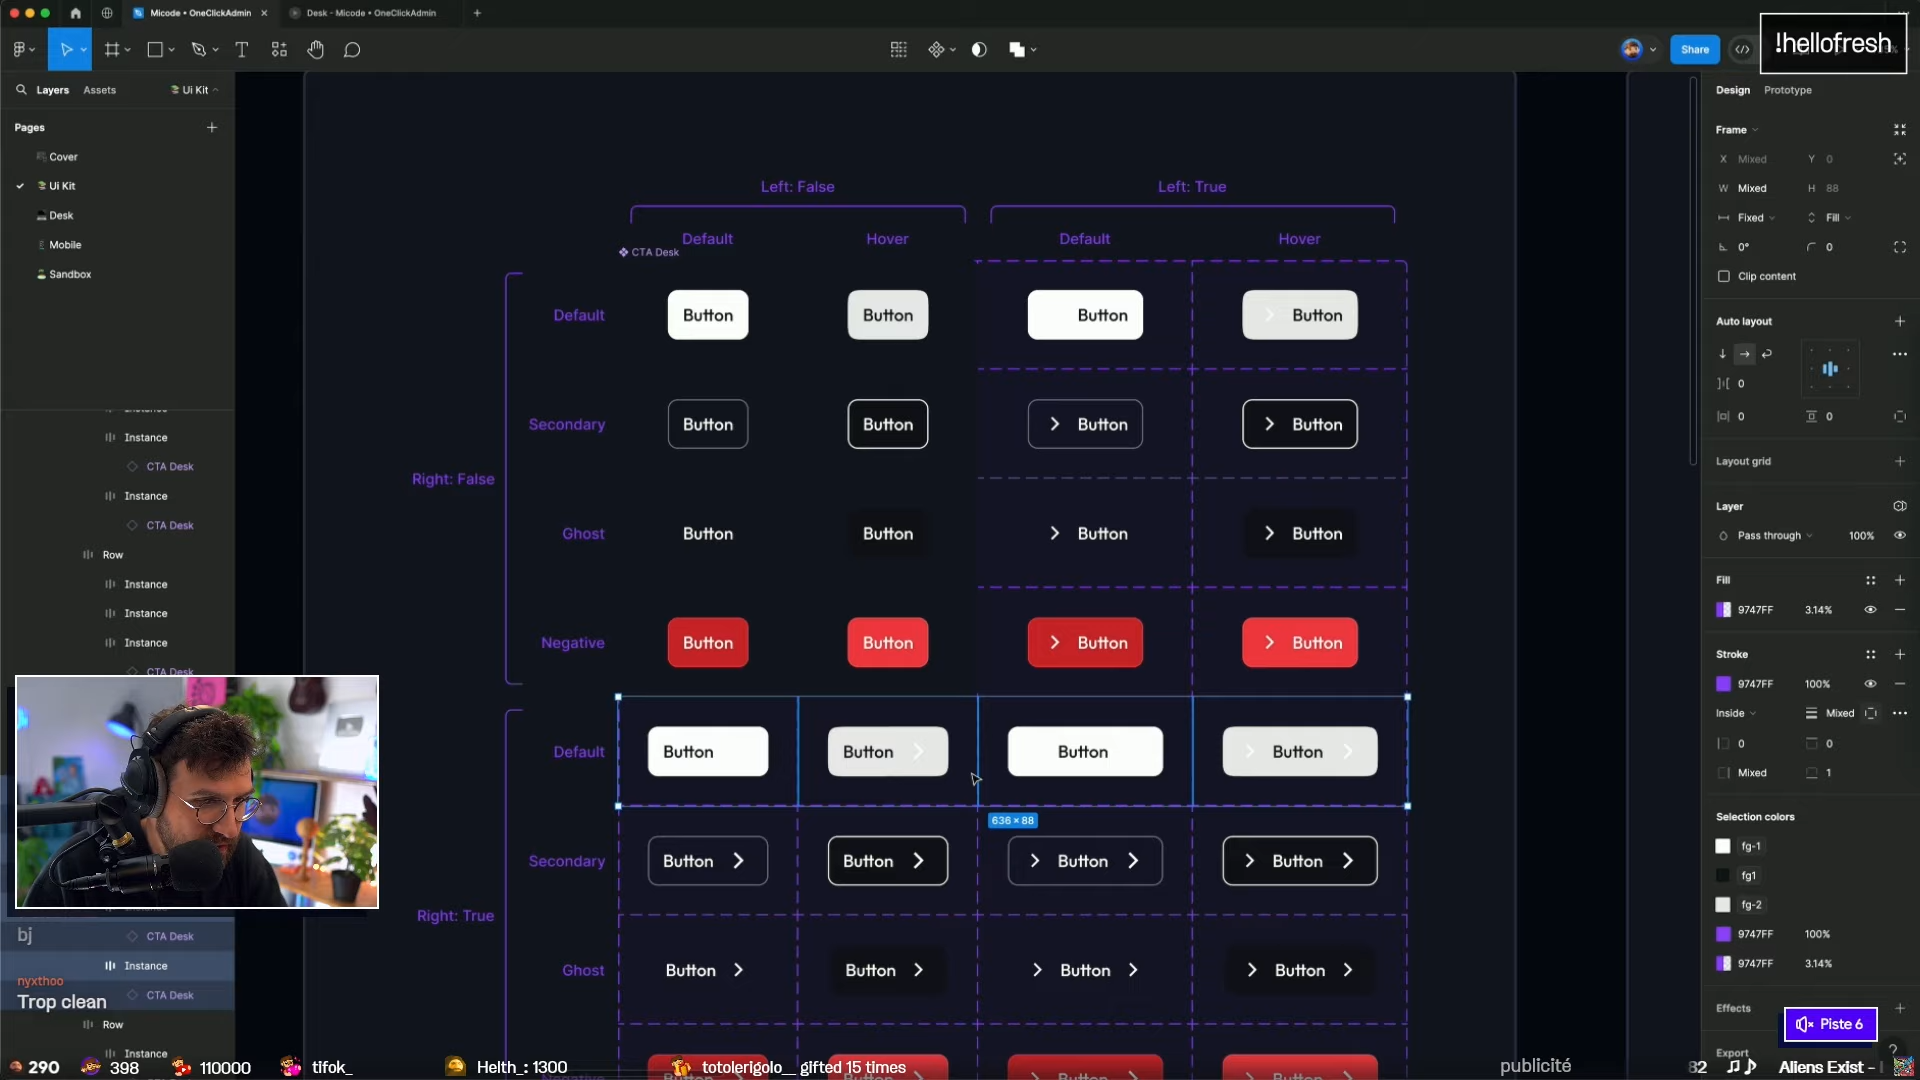 Micode • OneClickAdmin
Desk - Micode • OneClickAdmin
Share
!hellofresh
Layers
Assets
Ui Kit
Design
Prototype
Pages
Cover
Ui Kit
Desk
Mobile
Sandbox
Instance
CTA Desk
Instance
CTA Desk
Row
Instance
Instance
Instance
CTA Desk
CTA Desk
Instance
CTA Desk
Row
Instance
bj
nyxthoo
Trop clean
Left: False
Left: True
Default
Hover
Default
Hover
CTA Desk
Default
Button
Button
Button
Button
Secondary
Button
Button
Button
Button
Right: False
Ghost
Button
Button
Button
Button
Negative
Button
Button
Button
Button
Default
Button
Button
Button
Button
636 × 88
Secondary
Button
Button
Button
Button
Right: True
Ghost
Button
Button
Button
Button
Frame
X Mixed
Y 0
W Mixed
H 88
Fixed
Fill
0°
0
Clip content
Auto layout
0
0
0
Layout grid
Layer
Pass through
100%
Fill
9747FF
3.14%
Stroke
9747FF
100%
Inside
Mixed
0
0
Mixed
1
Selection colors
fg-1
fg1
fg-2
9747FF
100%
9747FF
3.14%
Effects
Piste 6
Export
290
398
110000
tifok_
Helth_: 1300
totolerigolo__ gifted 15 times
publicité
Aliens Exist -